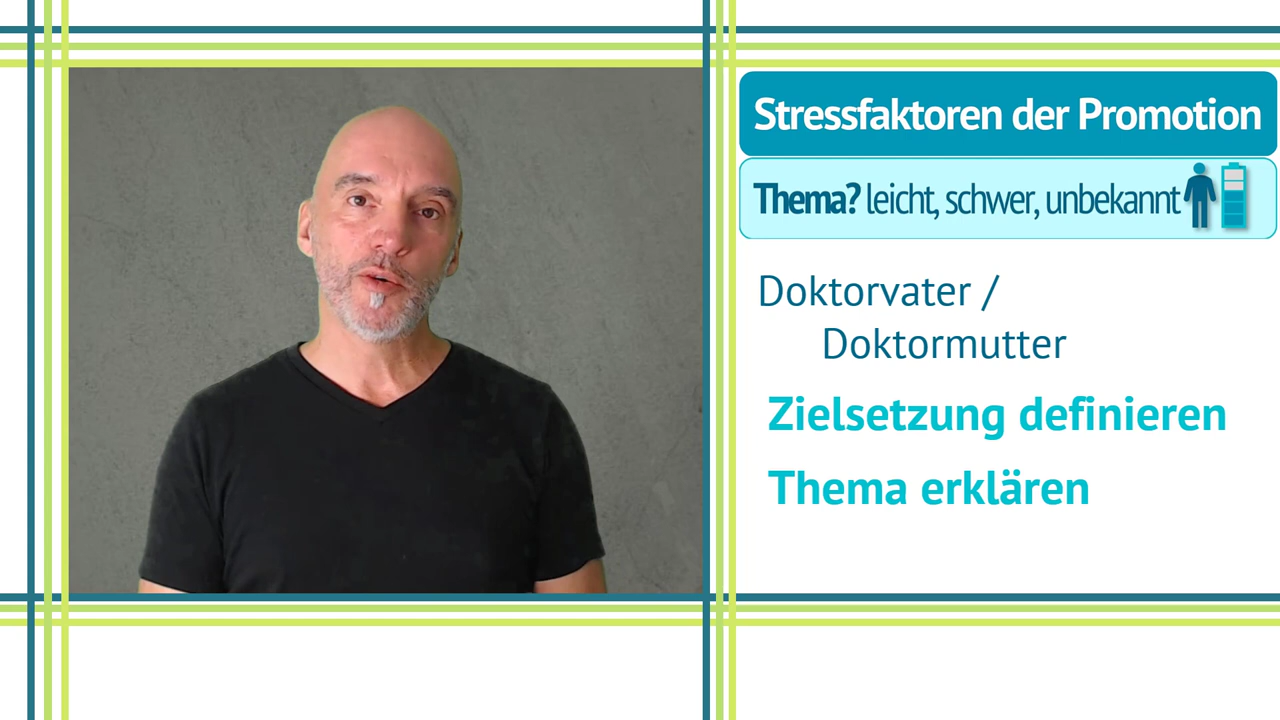 Stressfaktoren der Promotion
Thema? leicht, schwer, unbekannt
Doktorvater /
Doktormutter
Zielsetzung definieren
Thema erklären